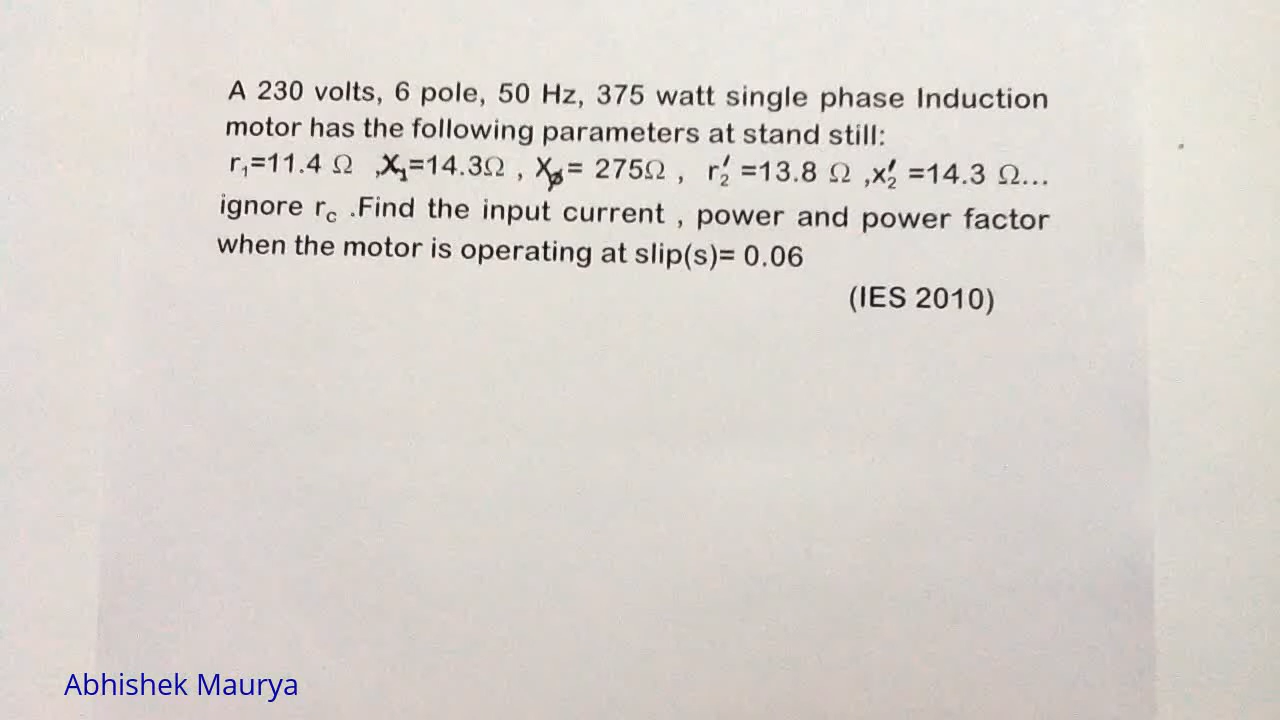 A 230 volts, 6 pole, 50 Hz, 375 watt single phase Induction
motor has the following parameters at stand still:
r₁=11.4 Ω ,X₁=14.3Ω , Xϕ= 275Ω , r₂′ =13.8 Ω ,x₂′ =14.3 Ω...
ignore r_c .Find the input current , power and power factor
when the motor is operating at slip(s)= 0.06
(IES 2010)
Abhishek Maurya